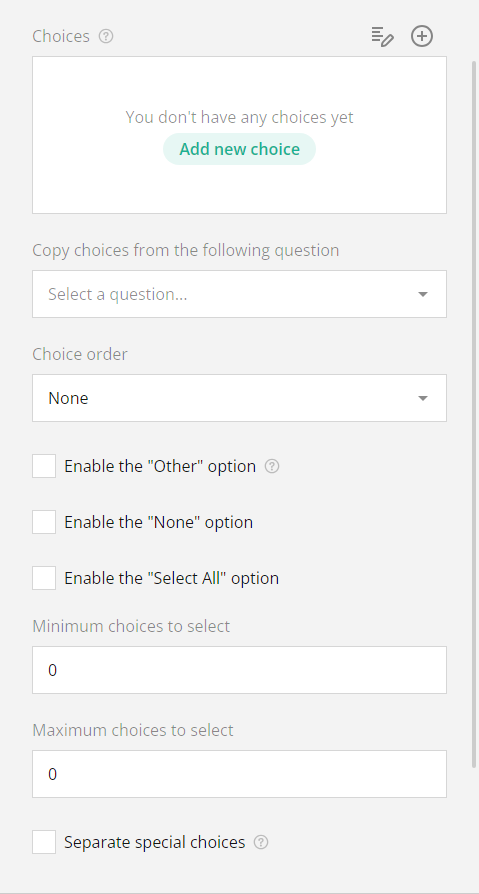 Choices
You don't have any choices yet
Add new choice
Copy choices from the following question
Select a question...
Choice order
None
Enable the "Other" option
Enable the "None" option
Enable the "Select All" option
Minimum choices to select
0
Maximum choices to select
0
Separate special choices